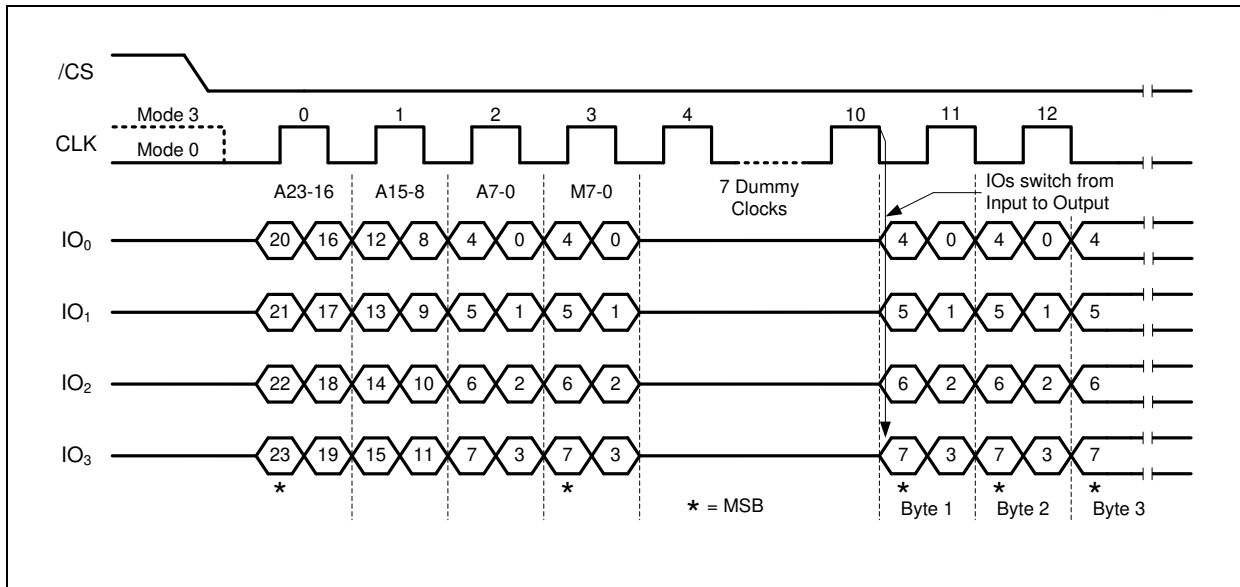 /CS
Mode 3
0 1 2 3 4 10 11 12
CLK
Mode 0
A23-16 A15-8 A7-0 M7-0
7 Dummy
Clocks
IOs switch from
Input to Output
IO₀ 20 16 12 8 4 0 4 0 4 0 4 0 4
IO₁ 21 17 13 9 5 1 5 1 5 1 5 1 5
IO₂ 22 18 14 10 6 2 6 2 6 2 6 2 6
IO₃ 23 19 15 11 7 3 7 3 7 3 7 3 7
* * * * *
* = MSB
Byte 1 Byte 2 Byte 3